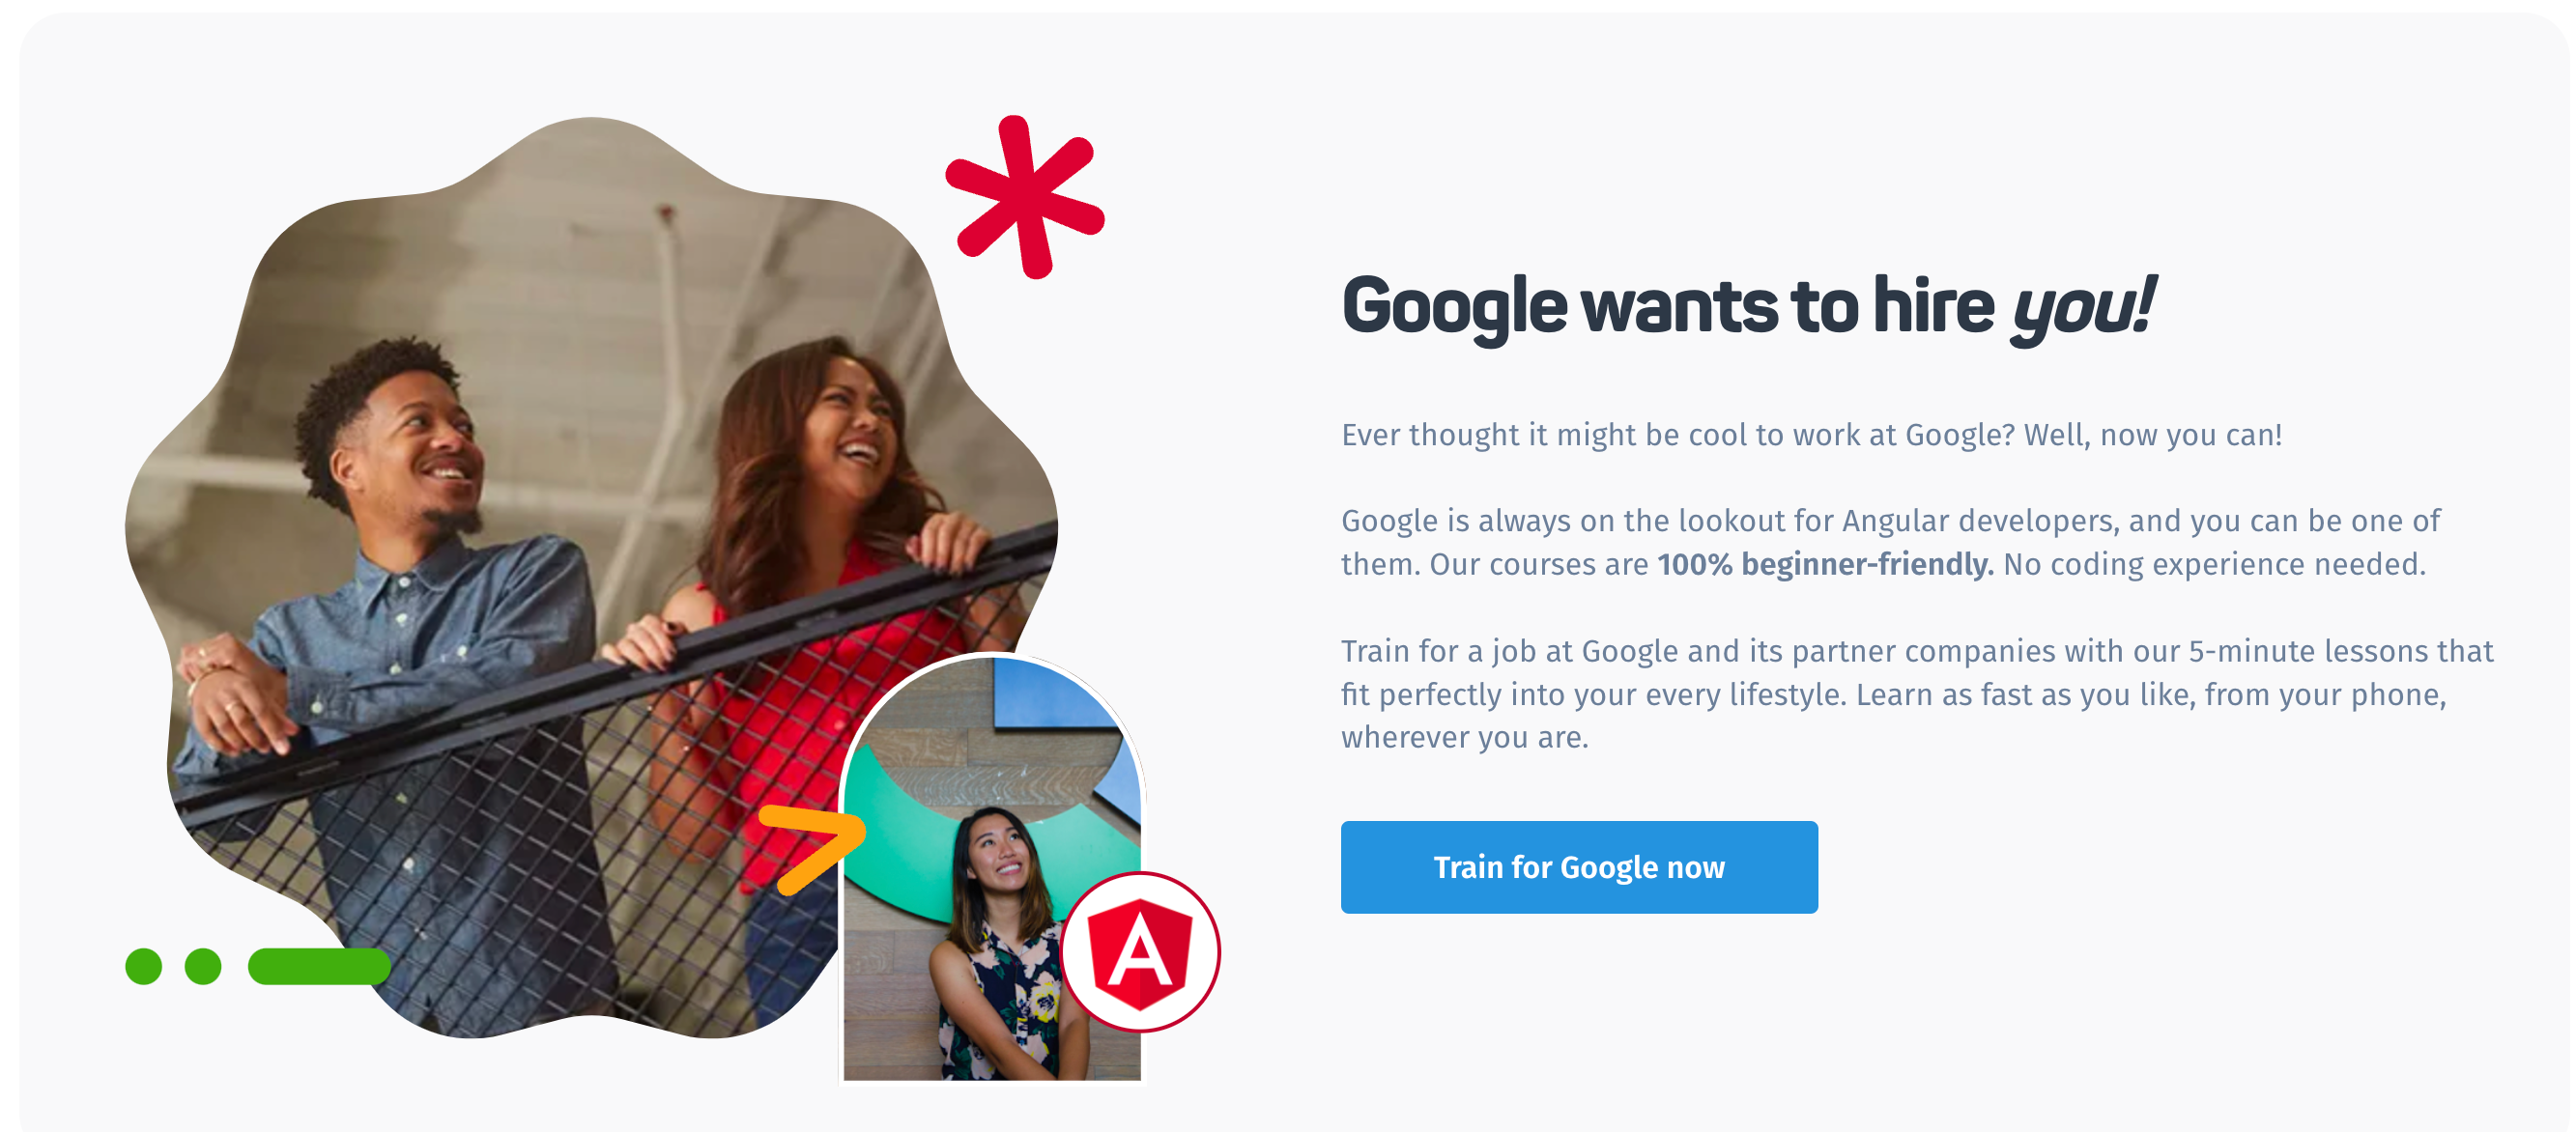 Google wants to hire you!
Ever thought it might be cool to work at Google? Well, now you can!
Google is always on the lookout for Angular developers, and you can be one of
them. Our courses are 100% beginner-friendly. No coding experience needed.
Train for a job at Google and its partner companies with our 5-minute lessons that
fit perfectly into your every lifestyle. Learn as fast as you like, from your phone,
wherever you are.
Train for Google now
A